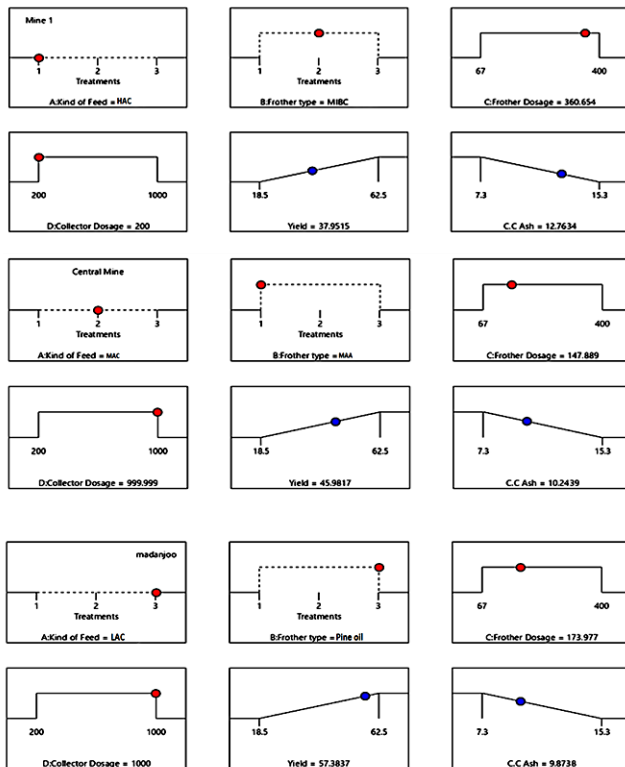 Mine 1
1 2 3
Treatments
A:Kind of Feed = HAC
1 2 3
Treatments
B:Frother type = MIBC
67 400
C:Frother Dosage = 360.654
200 1000
D:Collector Dosage = 200
18.5 62.5
Yield = 37.9515
7.3 15.3
C.C Ash = 12.7634
Central Mine
1 2 3
Treatments
A:Kind of Feed = MAC
1 2 3
Treatments
B:Frother type = MAA
67 400
C:Frother Dosage = 147.889
200 1000
D:Collector Dosage = 999.999
18.5 62.5
Yield = 45.9817
7.3 15.3
C.C Ash = 10.2439
madanjoo
1 2 3
Treatments
A:Kind of Feed = LAC
1 2 3
Treatments
B:Frother type = Pine oil
67 400
C:Frother Dosage = 173.977
200 1000
D:Collector Dosage = 1000
18.5 62.5
Yield = 57.3837
7.3 15.3
C.C Ash = 9.8738